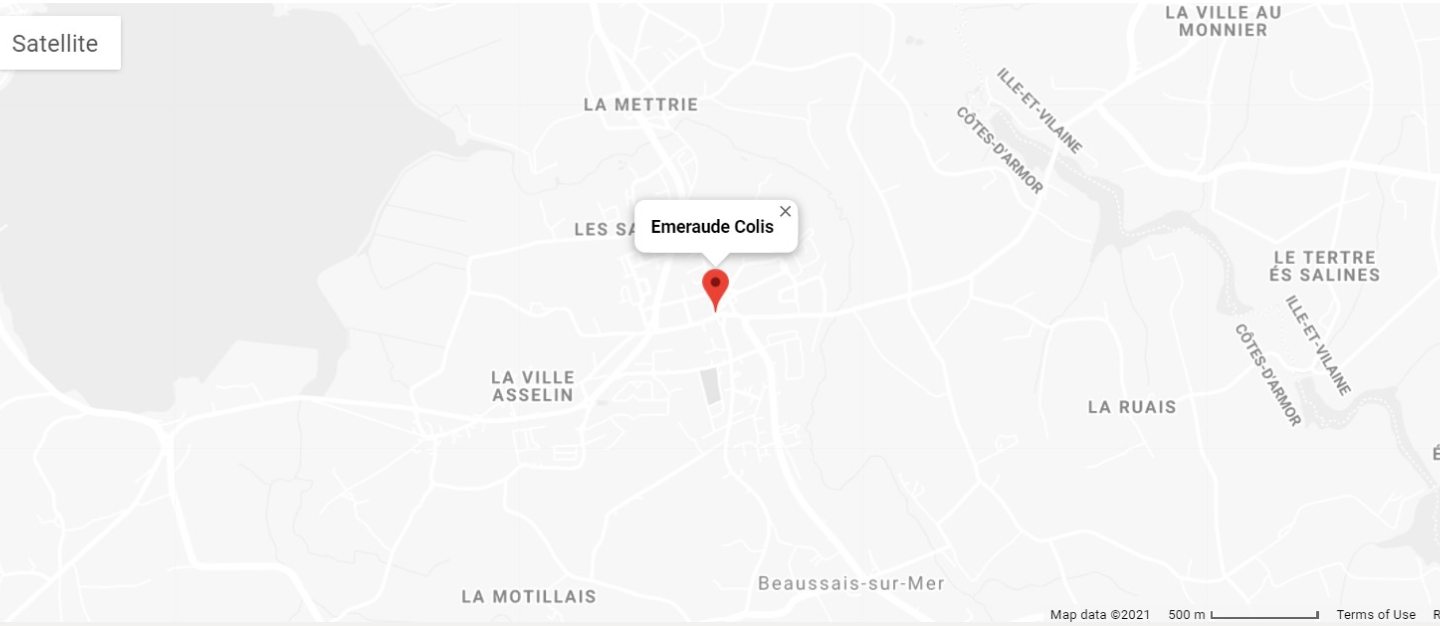 LA VILLE AU
MONNIER
Satellite
ILLE-ET-VILAINE
LA METTRIE
CÔTES-D'ARMOR
LES SA
Emeraude Colis
LE TERTRE
ÉS SALINES
ILLE-ET-VILAINE
CÔTES-D'ARMOR
LA VILLE
ASSELIN
LA RUAIS
É
Beaussais-sur-Mer
LA MOTILLAIS
Map data ©2021 500 m Terms of Use R